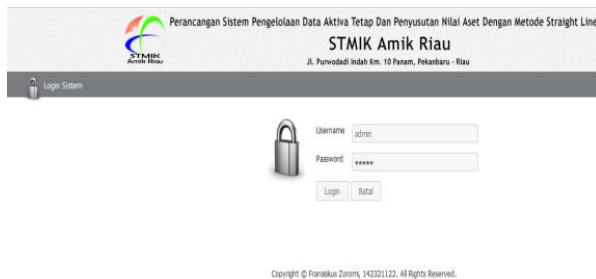 Perancangan Sistem Pengelolaan Data Aktiva Tetap Dan Penyusutan Nilai Aset Dengan Metode Straight Line
STMIK Amik Riau
Jl. Purwodadi Indah Km. 10 Panam, Pekanbaru - Riau
STMIK
Amik Riau
Login Sistem
Username
admin
Password
•••••
Login
Batal
Copyright © Fransiskus Zoromi, 142321122. All Rights Reserved.